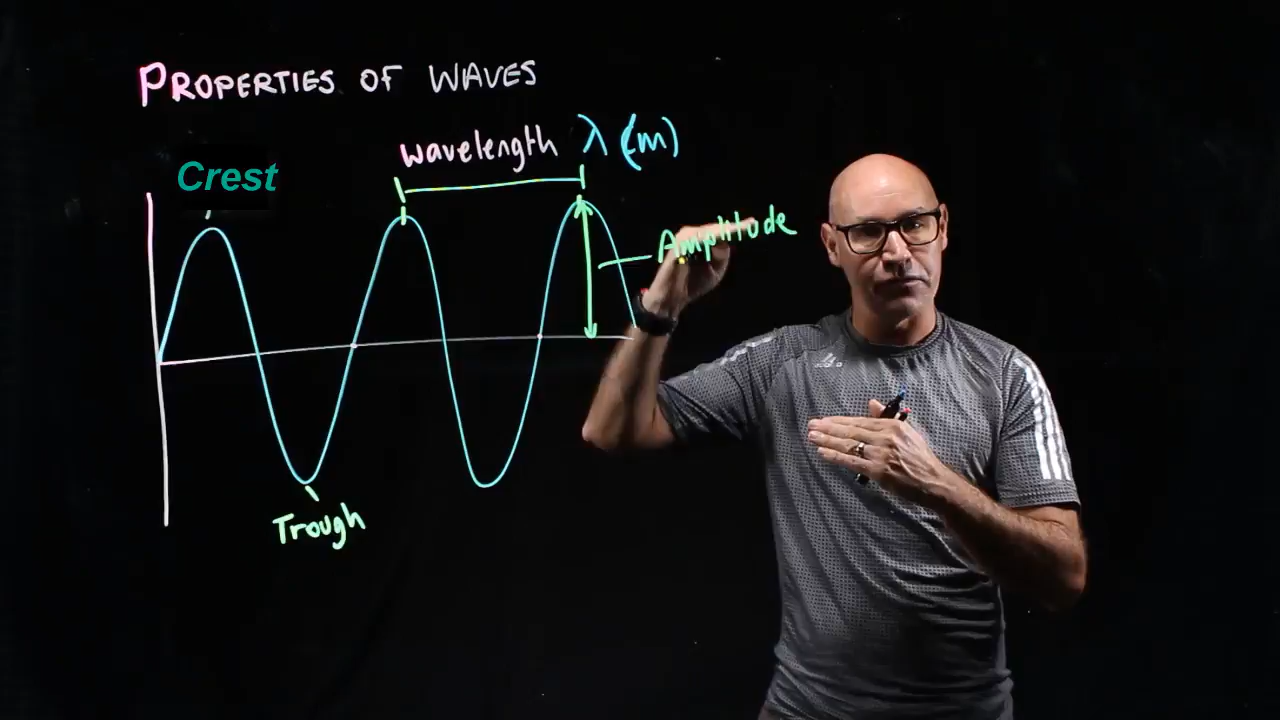 PROPERTIES OF WAVES
wavelength λ (m)
Crest
Amplitude
Trough